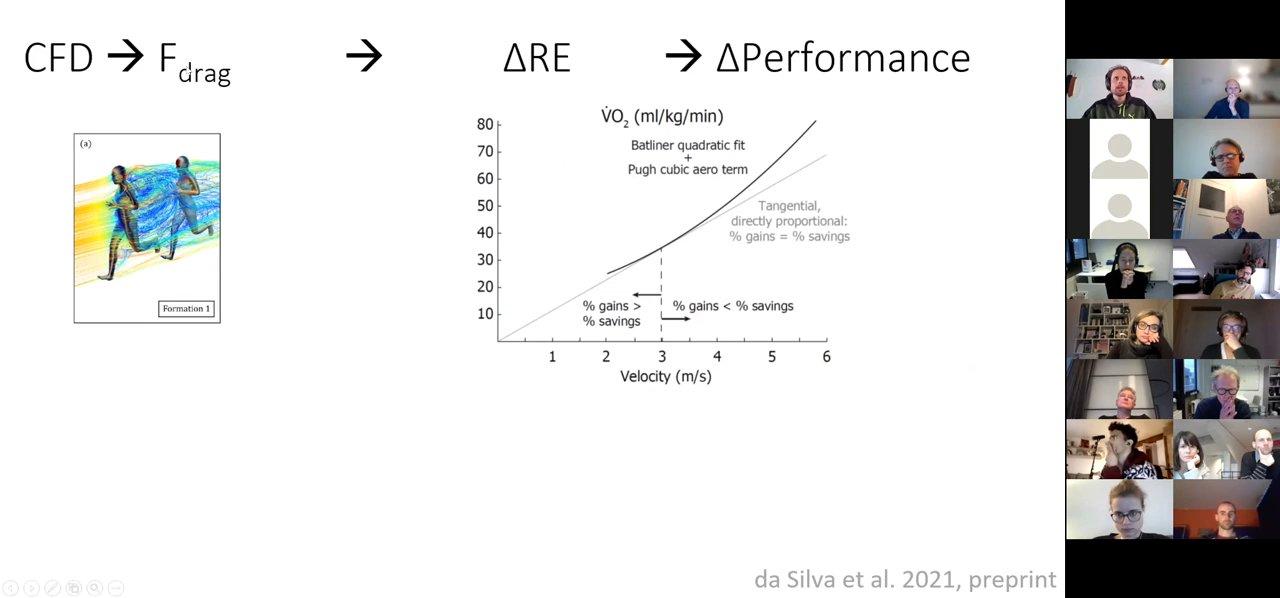 CFD → F_drag → ΔRE → ΔPerformance
(a)
Formation 1
V̇O₂ (ml/kg/min)
80
70
60
50
40
30
20
10
Batliner quadratic fit
+
Pugh cubic aero term
Tangential,
directly proportional:
% gains = % savings
% gains >
% savings
% gains < % savings
1 2 3 4 5 6
Velocity (m/s)
da Silva et al. 2021, preprint